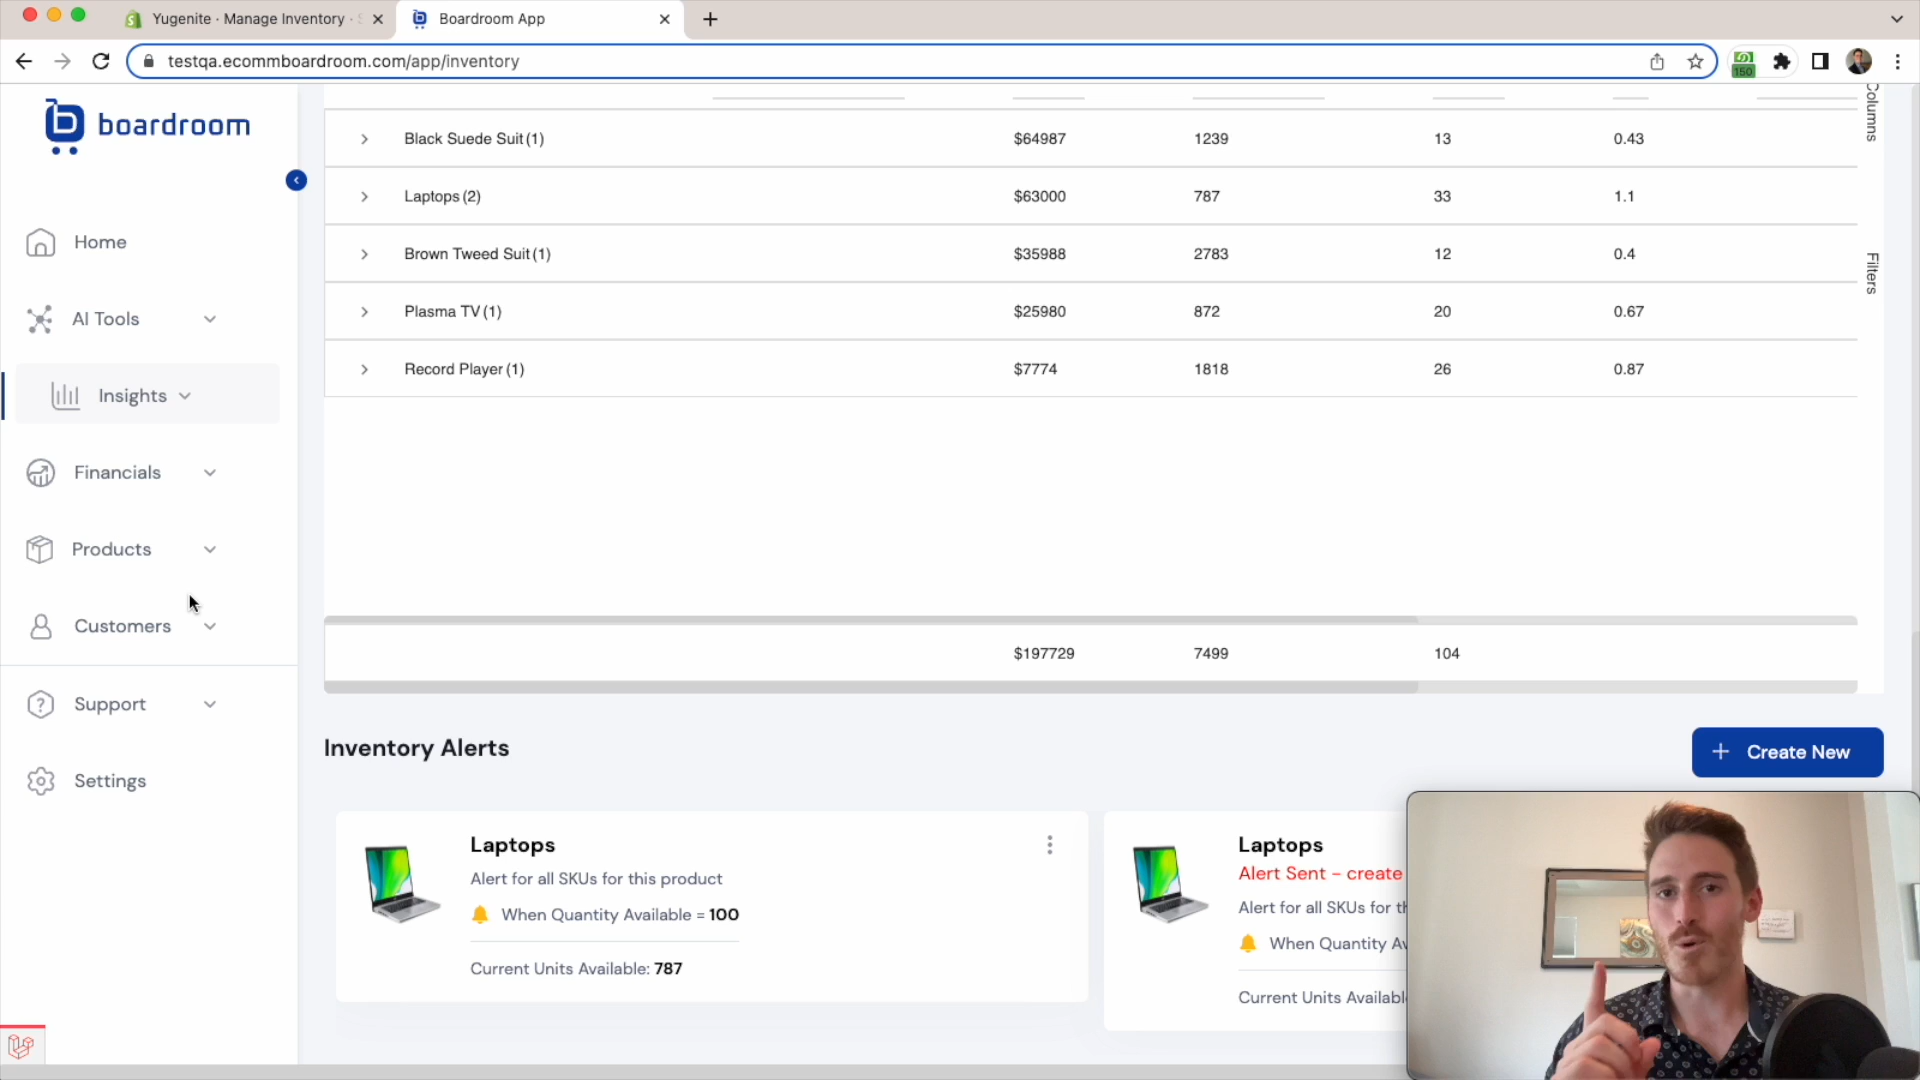 Yugenite · Manage Inventory ·
Boardroom App
testqa.ecommboardroom.com/app/inventory
150
boardroom
Home
AI Tools
Insights
Financials
Products
Customers
Support
Settings
Columns
Filters
Black Suede Suit (1) $64987 1239 13 0.43
Laptops (2) $63000 787 33 1.1
Brown Tweed Suit (1) $35988 2783 12 0.4
Plasma TV (1) $25980 872 20 0.67
Record Player (1) $7774 1818 26 0.87
$197729 7499 104
Inventory Alerts
+ Create New
Laptops
Alert for all SKUs for this product
When Quantity Available = 100
Current Units Available: 787
Laptops
Alert Sent - create
Alert for all SKUs for
When Quantity
Current Units